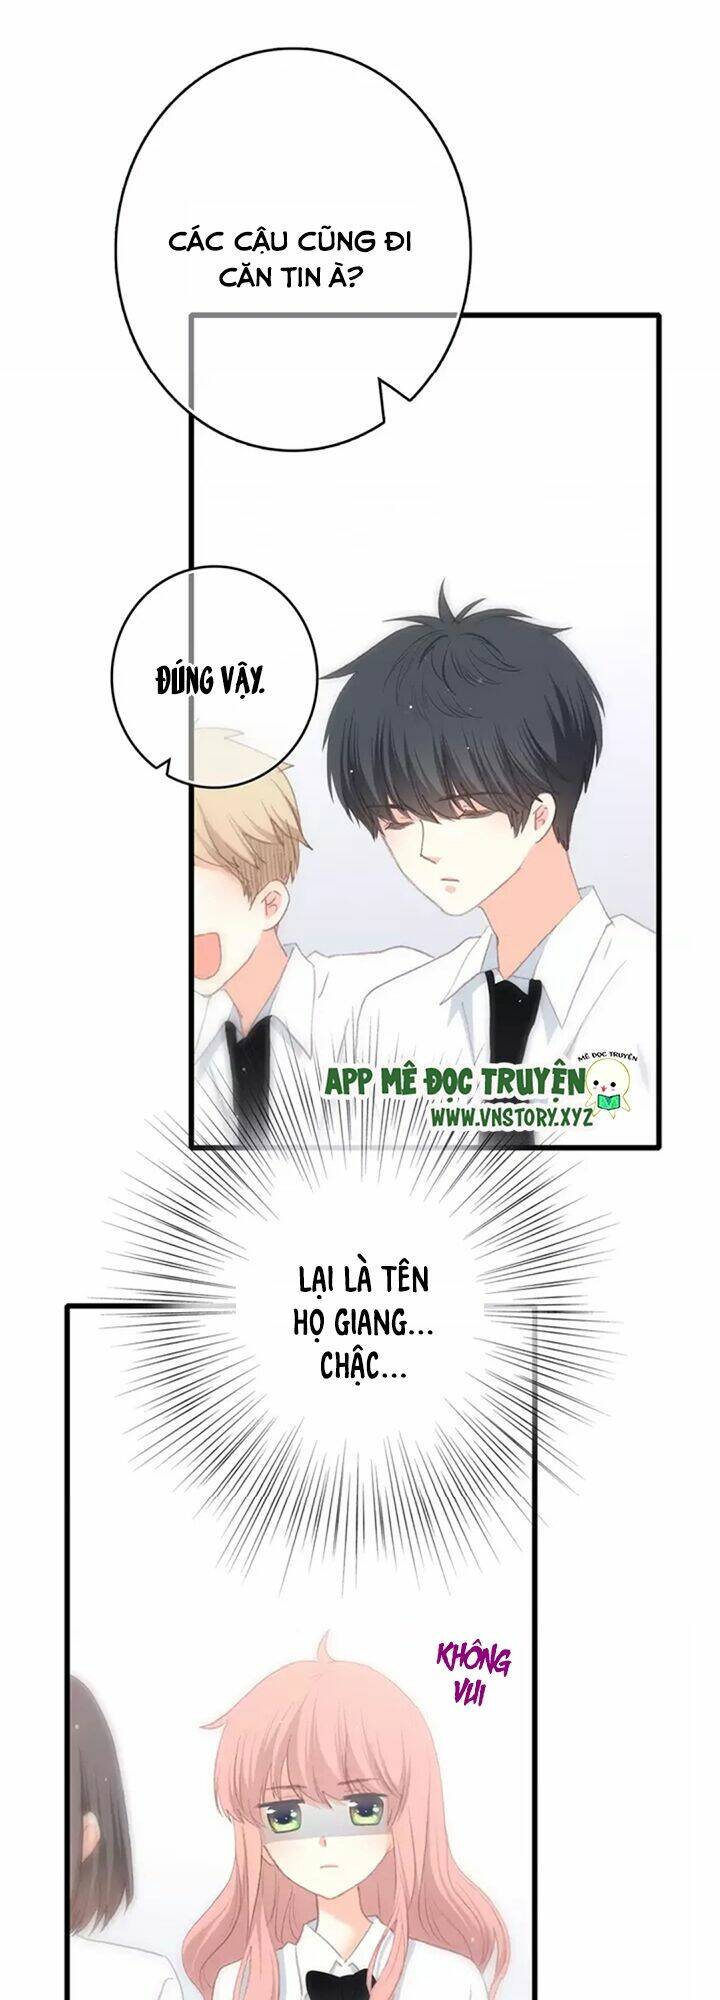 CÁC CẬU CŨNG ĐI
CĂN TIN À?
ĐÚNG VẬY.
MÊ ĐỌC TRUYỆN
APP MÊ ĐỌC TRUYỆN
WWW.VNSTORY.XYZ
LẠI LÀ TÊN
HỌ GIANG...
CHẬC...
KHÔNG
VUI